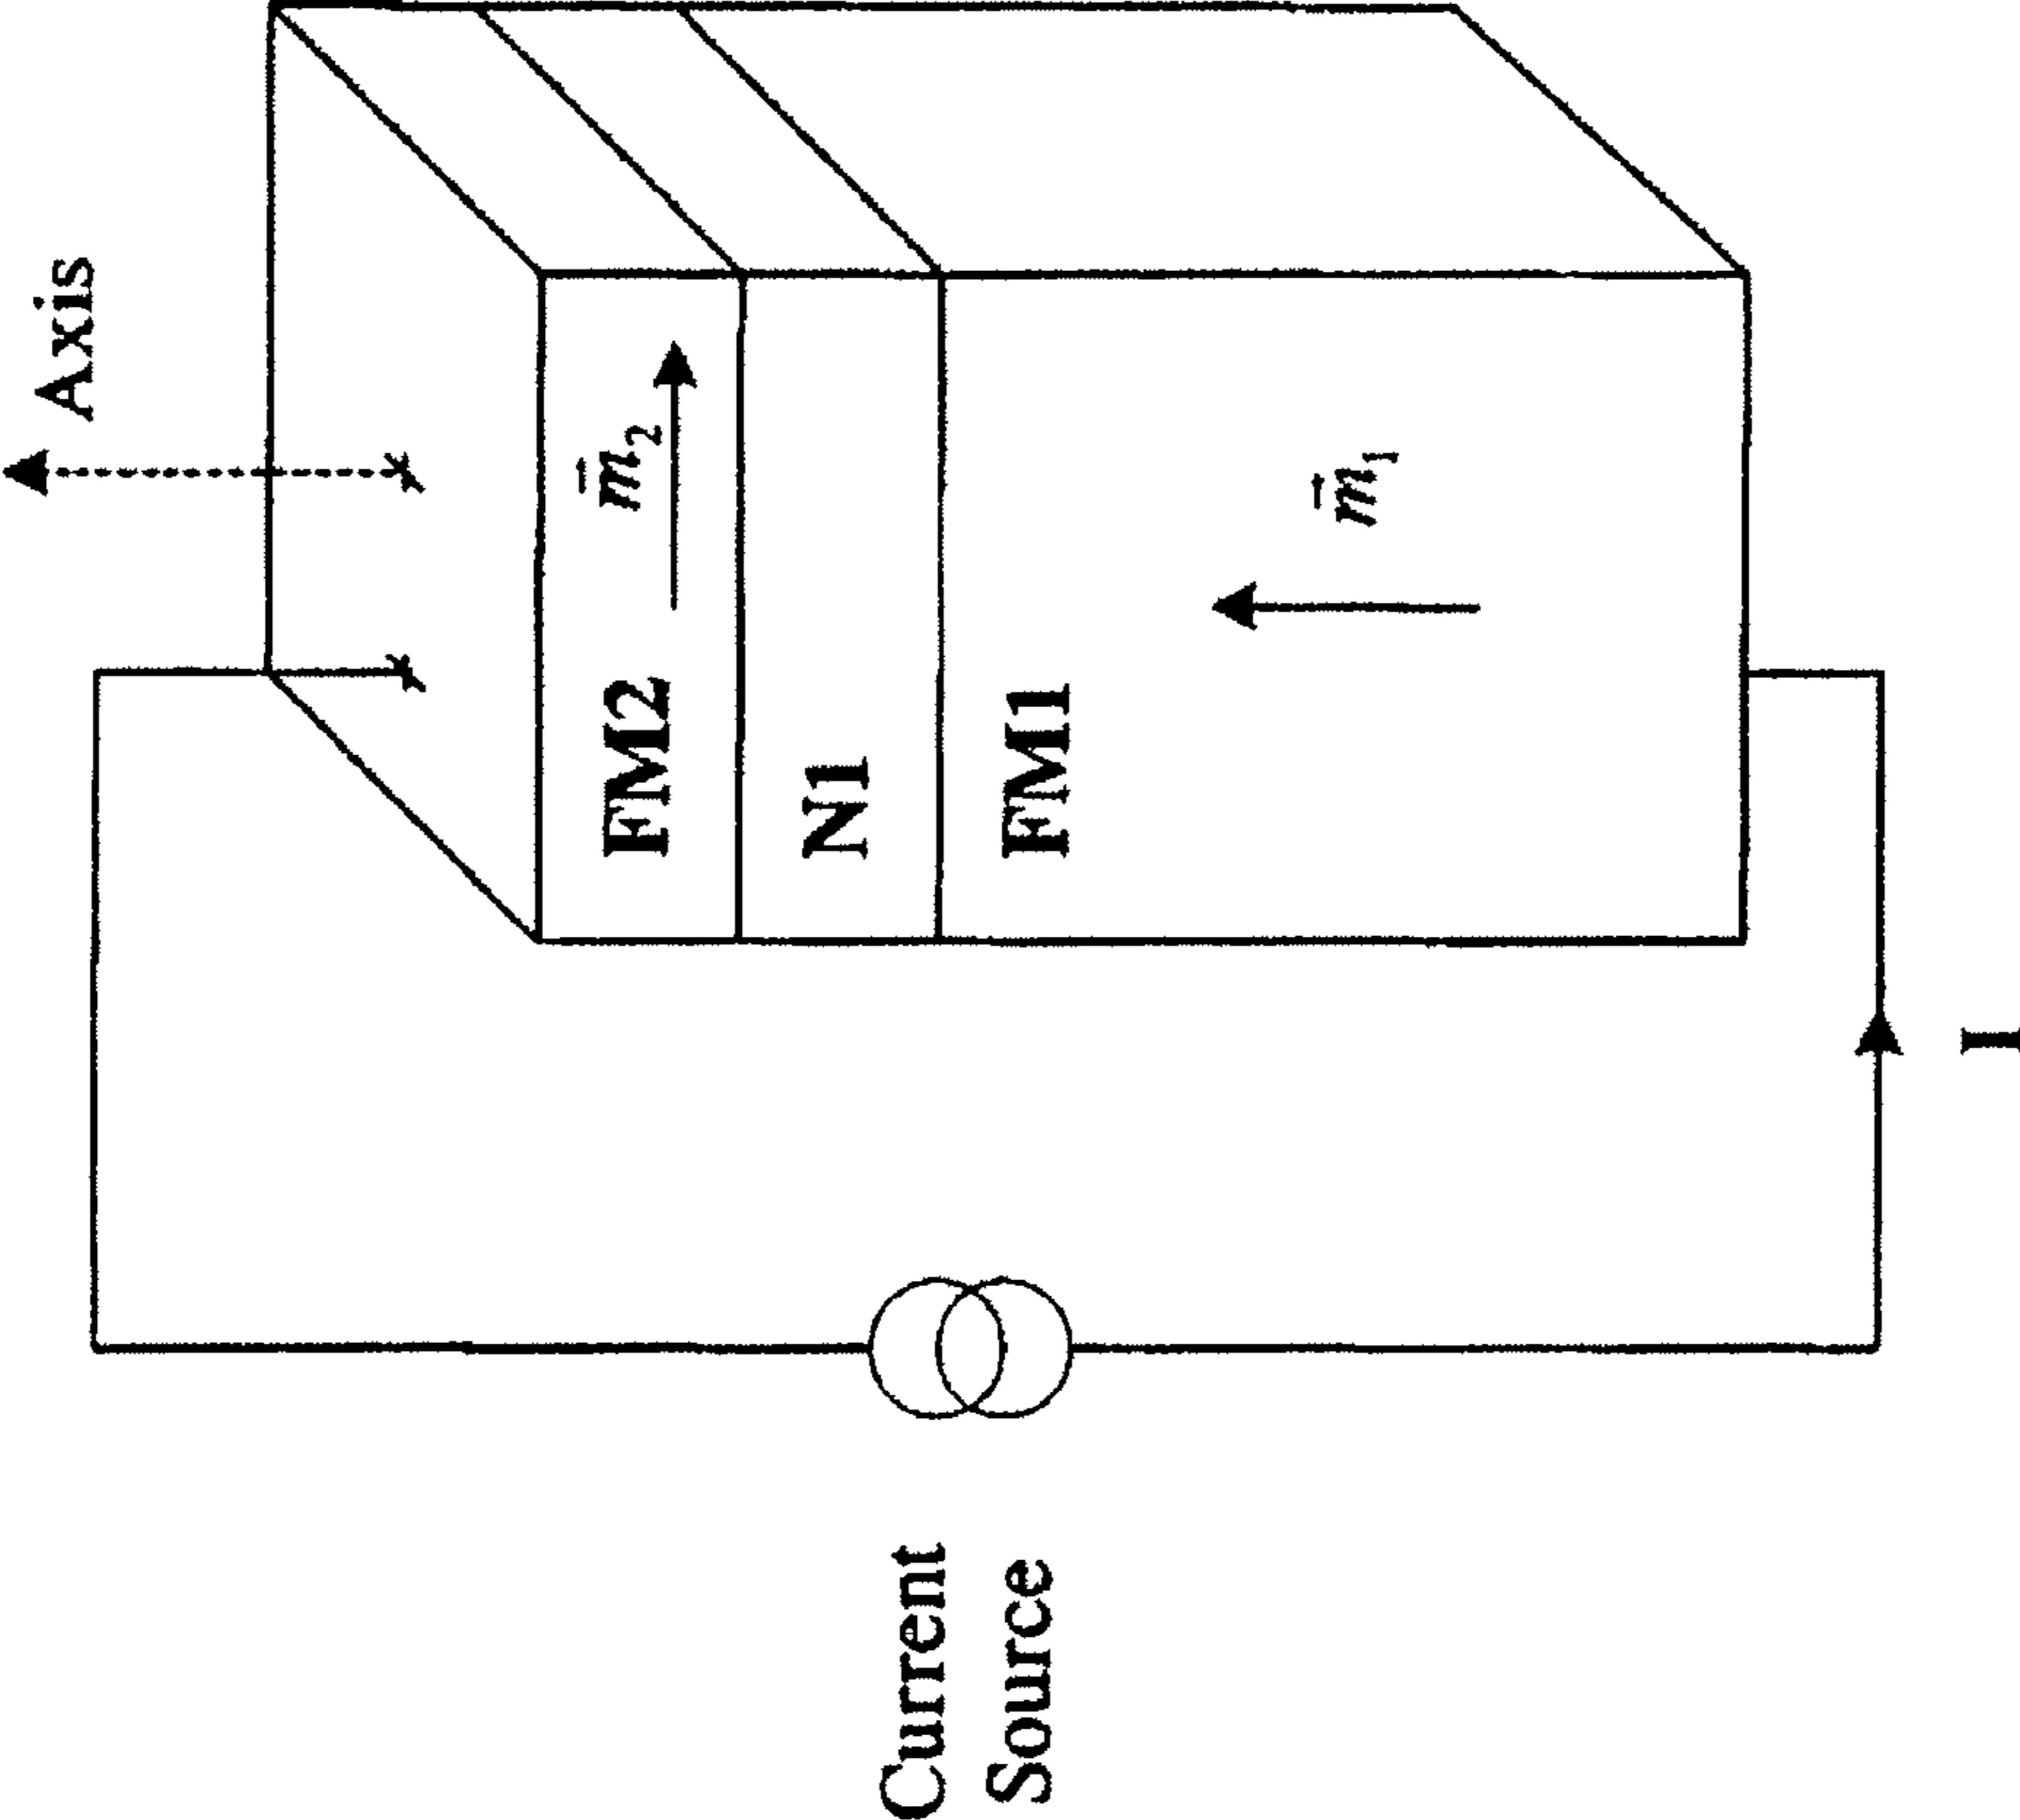 Current
Source
Axis
FM2
m̄₂
N1
FM1
m̄₁
I